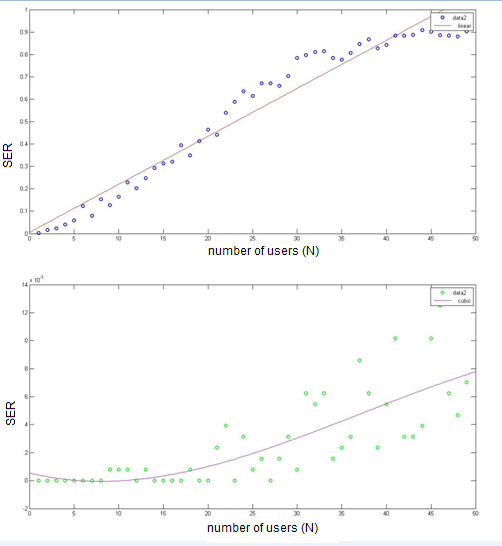 1
0.9
0.8
0.7
0.6
0.5
0.4
0.3
0.2
0.1
0
SER
data2
linear
0 5 10 15 20 25 30 35 40 45 50
number of users (N)
x 10⁻³
14
12
0
8
6
4
2
0
-2
SER
data2
cubic
0 5 10 15 20 25 30 35 40 45 50
number of users (N)